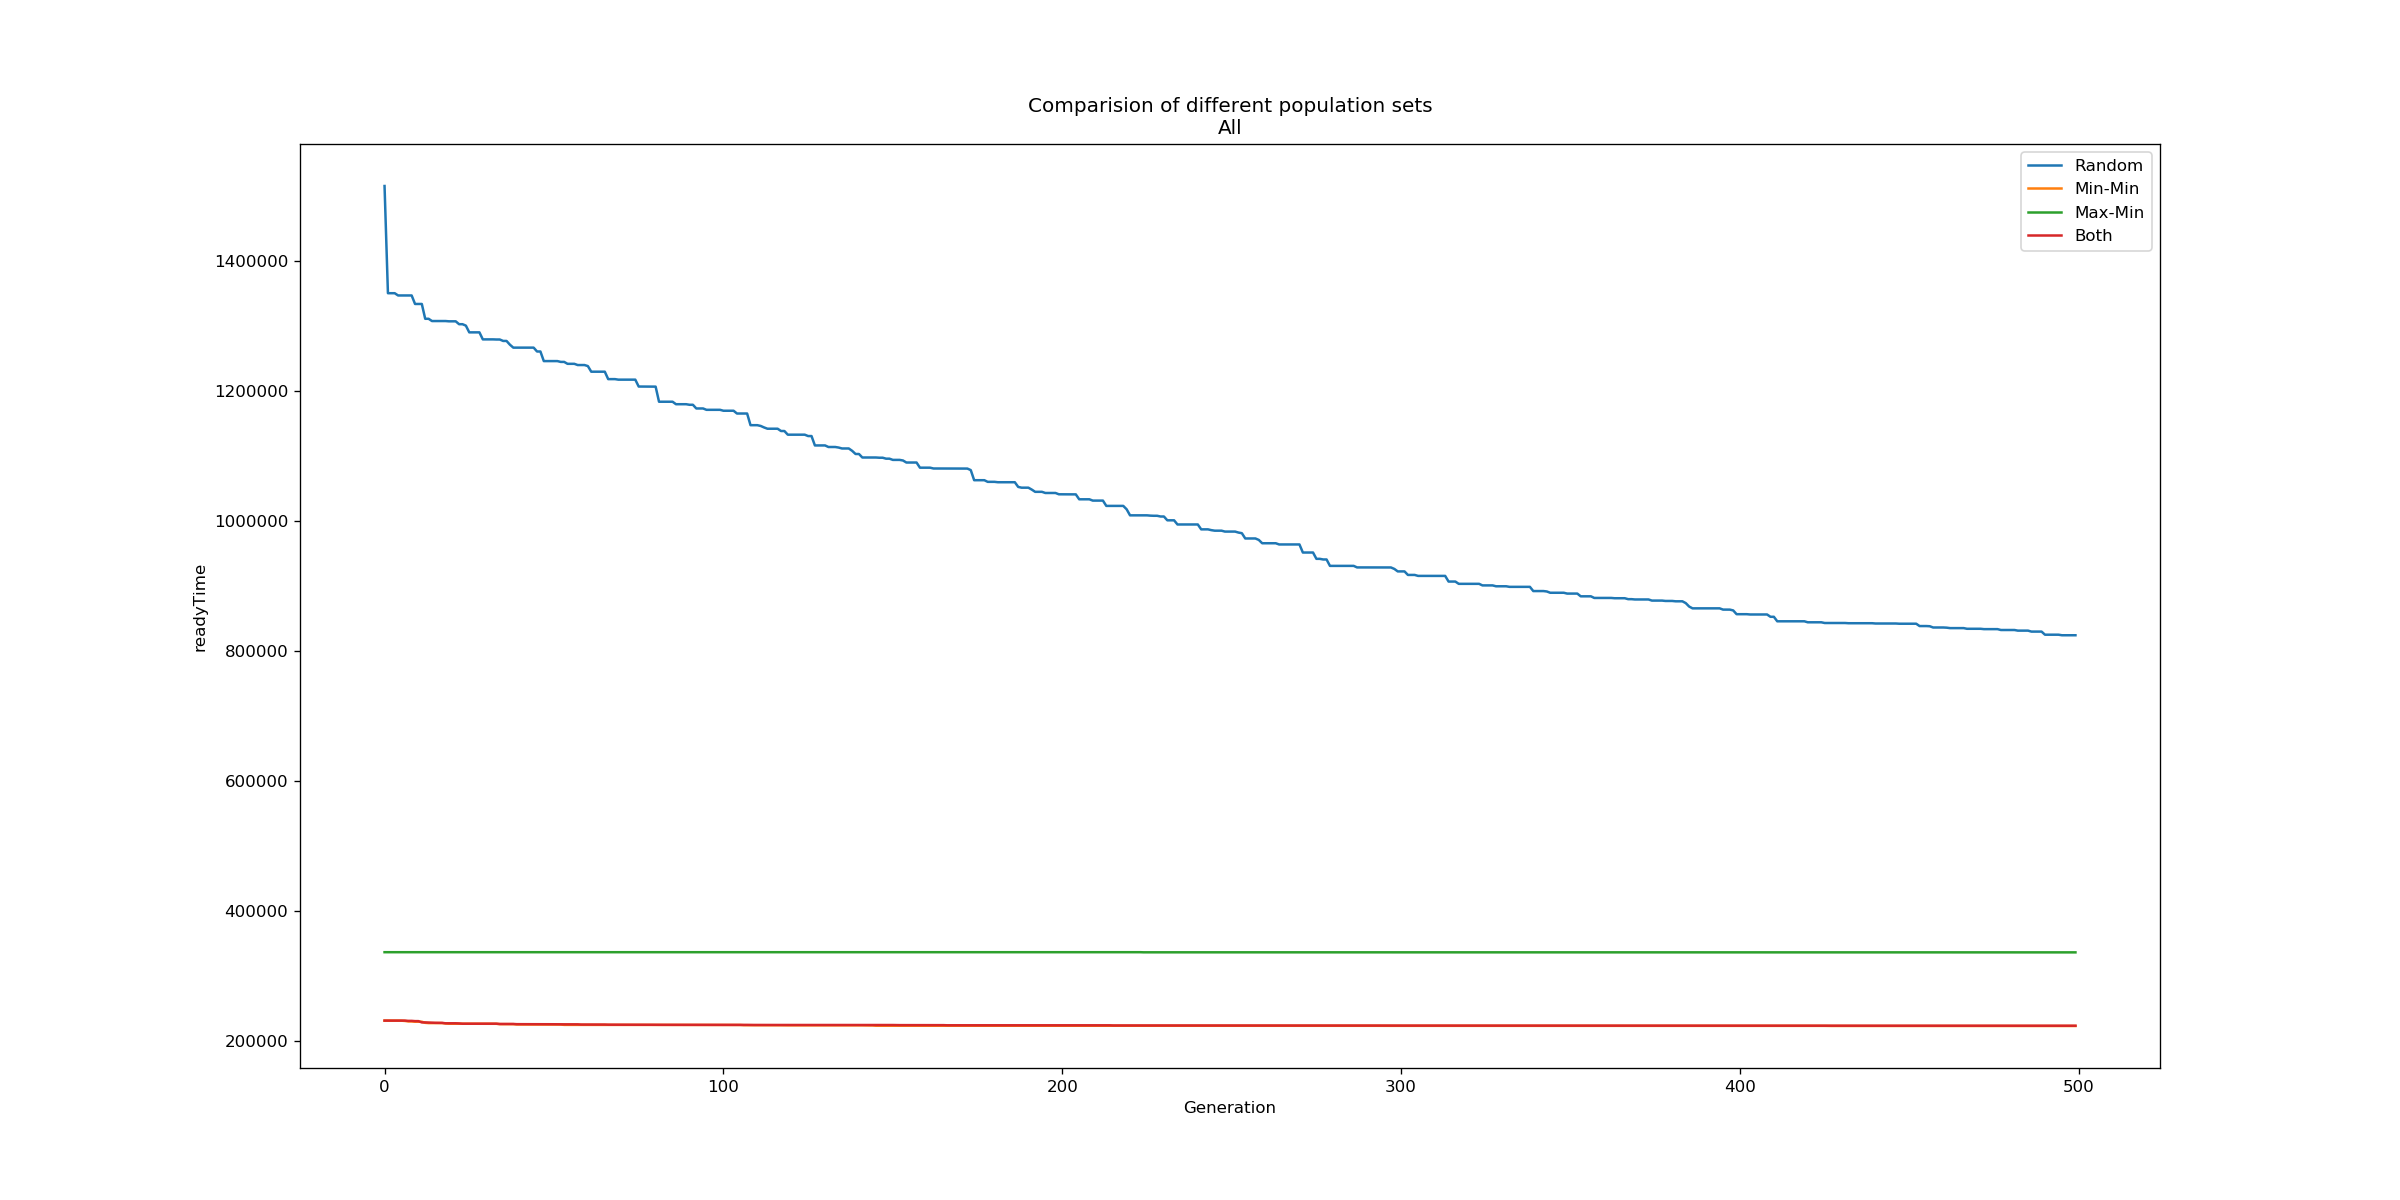 Comparision of different population sets
All
Random
Min-Min
Max-Min
Both
1400000
1200000
1000000
800000
600000
400000
200000
readyTime
0 100 200 300 400 500
Generation